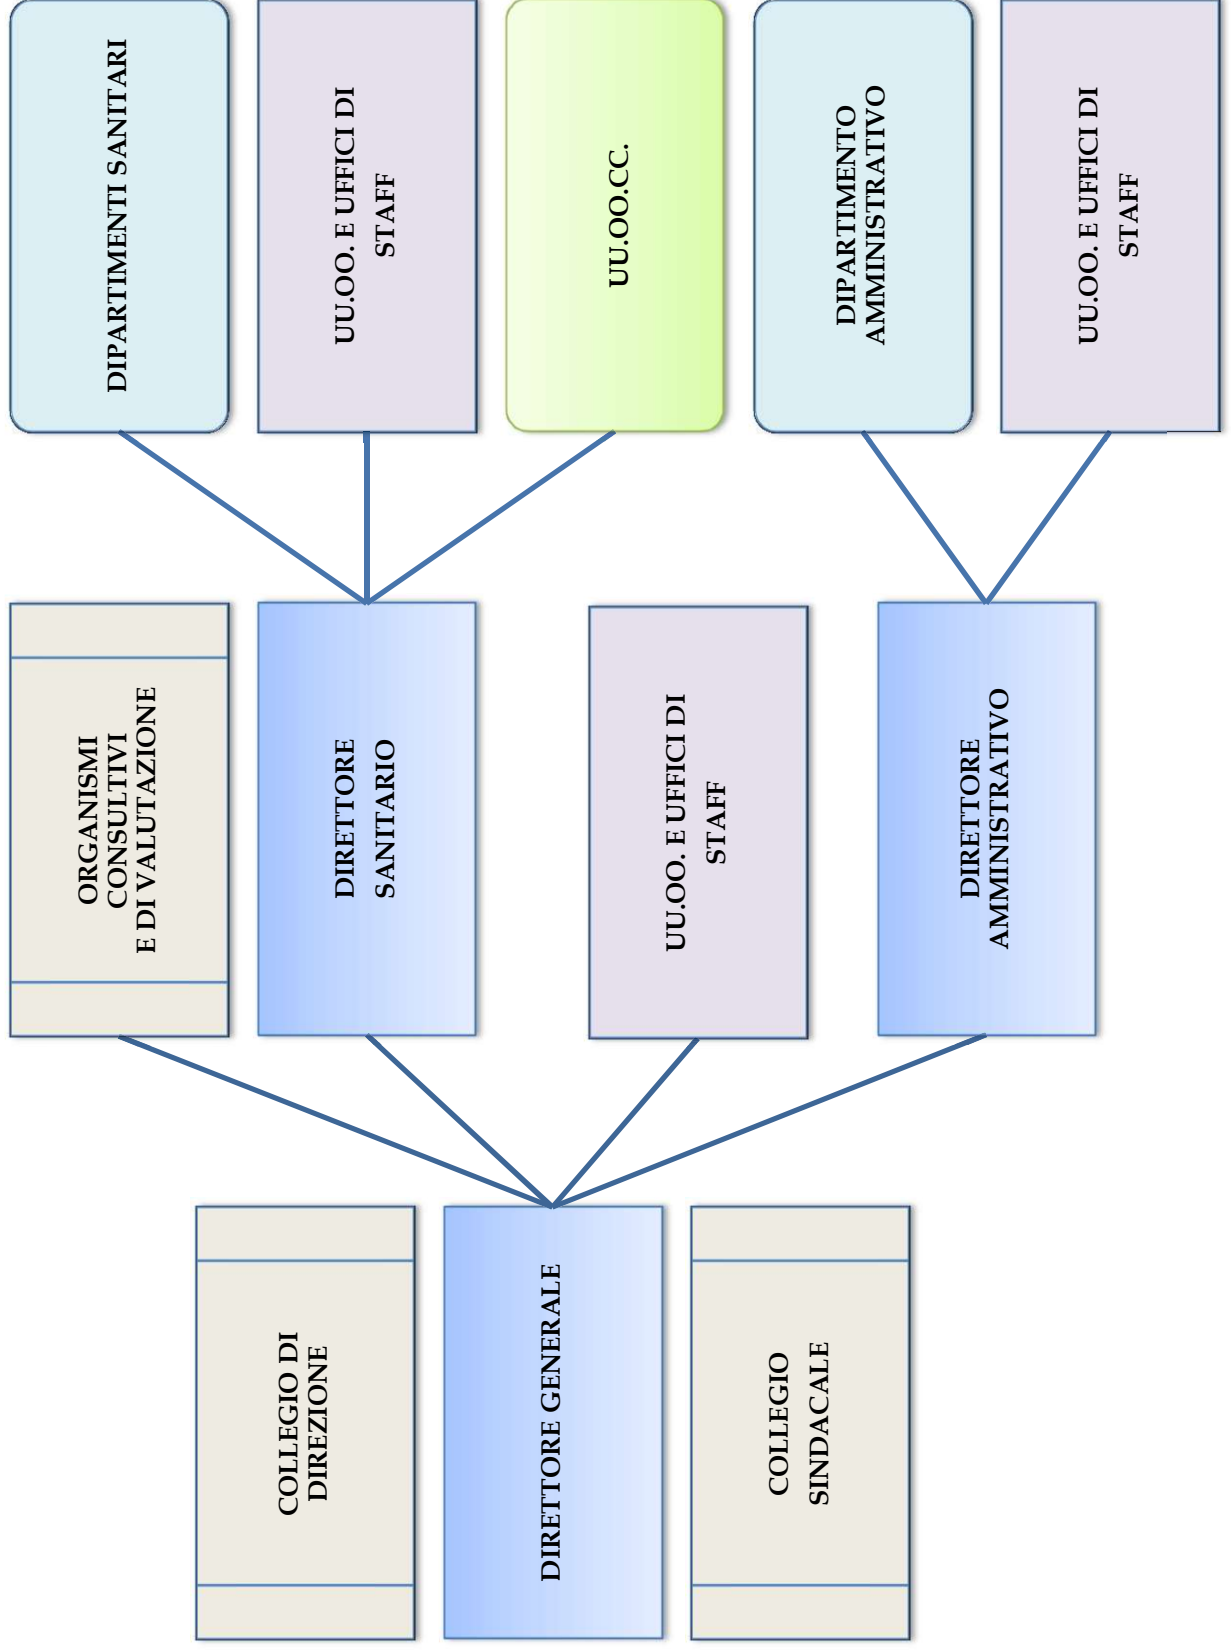 COLLEGIO DI
DIREZIONE
DIRETTORE GENERALE
COLLEGIO
SINDACALE
ORGANISMI
CONSULTIVI
E DI VALUTAZIONE
DIRETTORE
SANITARIO
UU.OO. E UFFICI DI
STAFF
DIRETTORE
AMMINISTRATIVO
DIPARTIMENTI SANITARI
UU.OO. E UFFICI DI
STAFF
UU.OO.CC.
DIPARTIMENTO
AMMINISTRATIVO
UU.OO. E UFFICI DI
STAFF